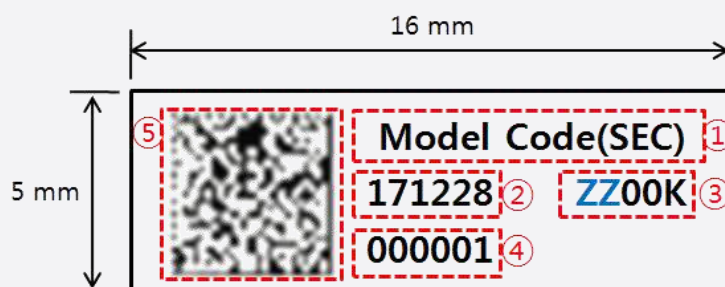 16 mm
5 mm
⑤
Model Code(SEC) ①
171228 ② ZZ00K ③
000001 ④